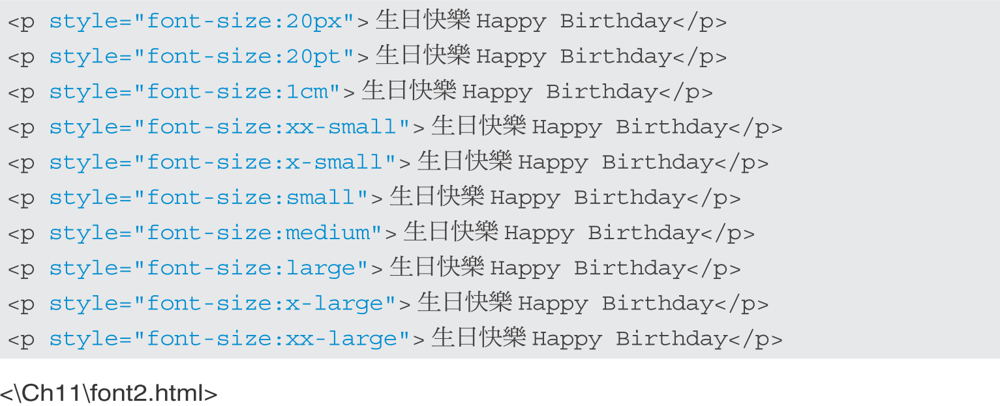 <p style="font-size:20px">生日快樂 Happy Birthday</p>
<p style="font-size:20pt">生日快樂 Happy Birthday</p>
<p style="font-size:1cm">生日快樂 Happy Birthday</p>
<p style="font-size:xx-small">生日快樂 Happy Birthday</p>
<p style="font-size:x-small">生日快樂 Happy Birthday</p>
<p style="font-size:small">生日快樂 Happy Birthday</p>
<p style="font-size:medium">生日快樂 Happy Birthday</p>
<p style="font-size:large">生日快樂 Happy Birthday</p>
<p style="font-size:x-large">生日快樂 Happy Birthday</p>
<p style="font-size:xx-large">生日快樂 Happy Birthday</p>
<\Ch11\font2.html>